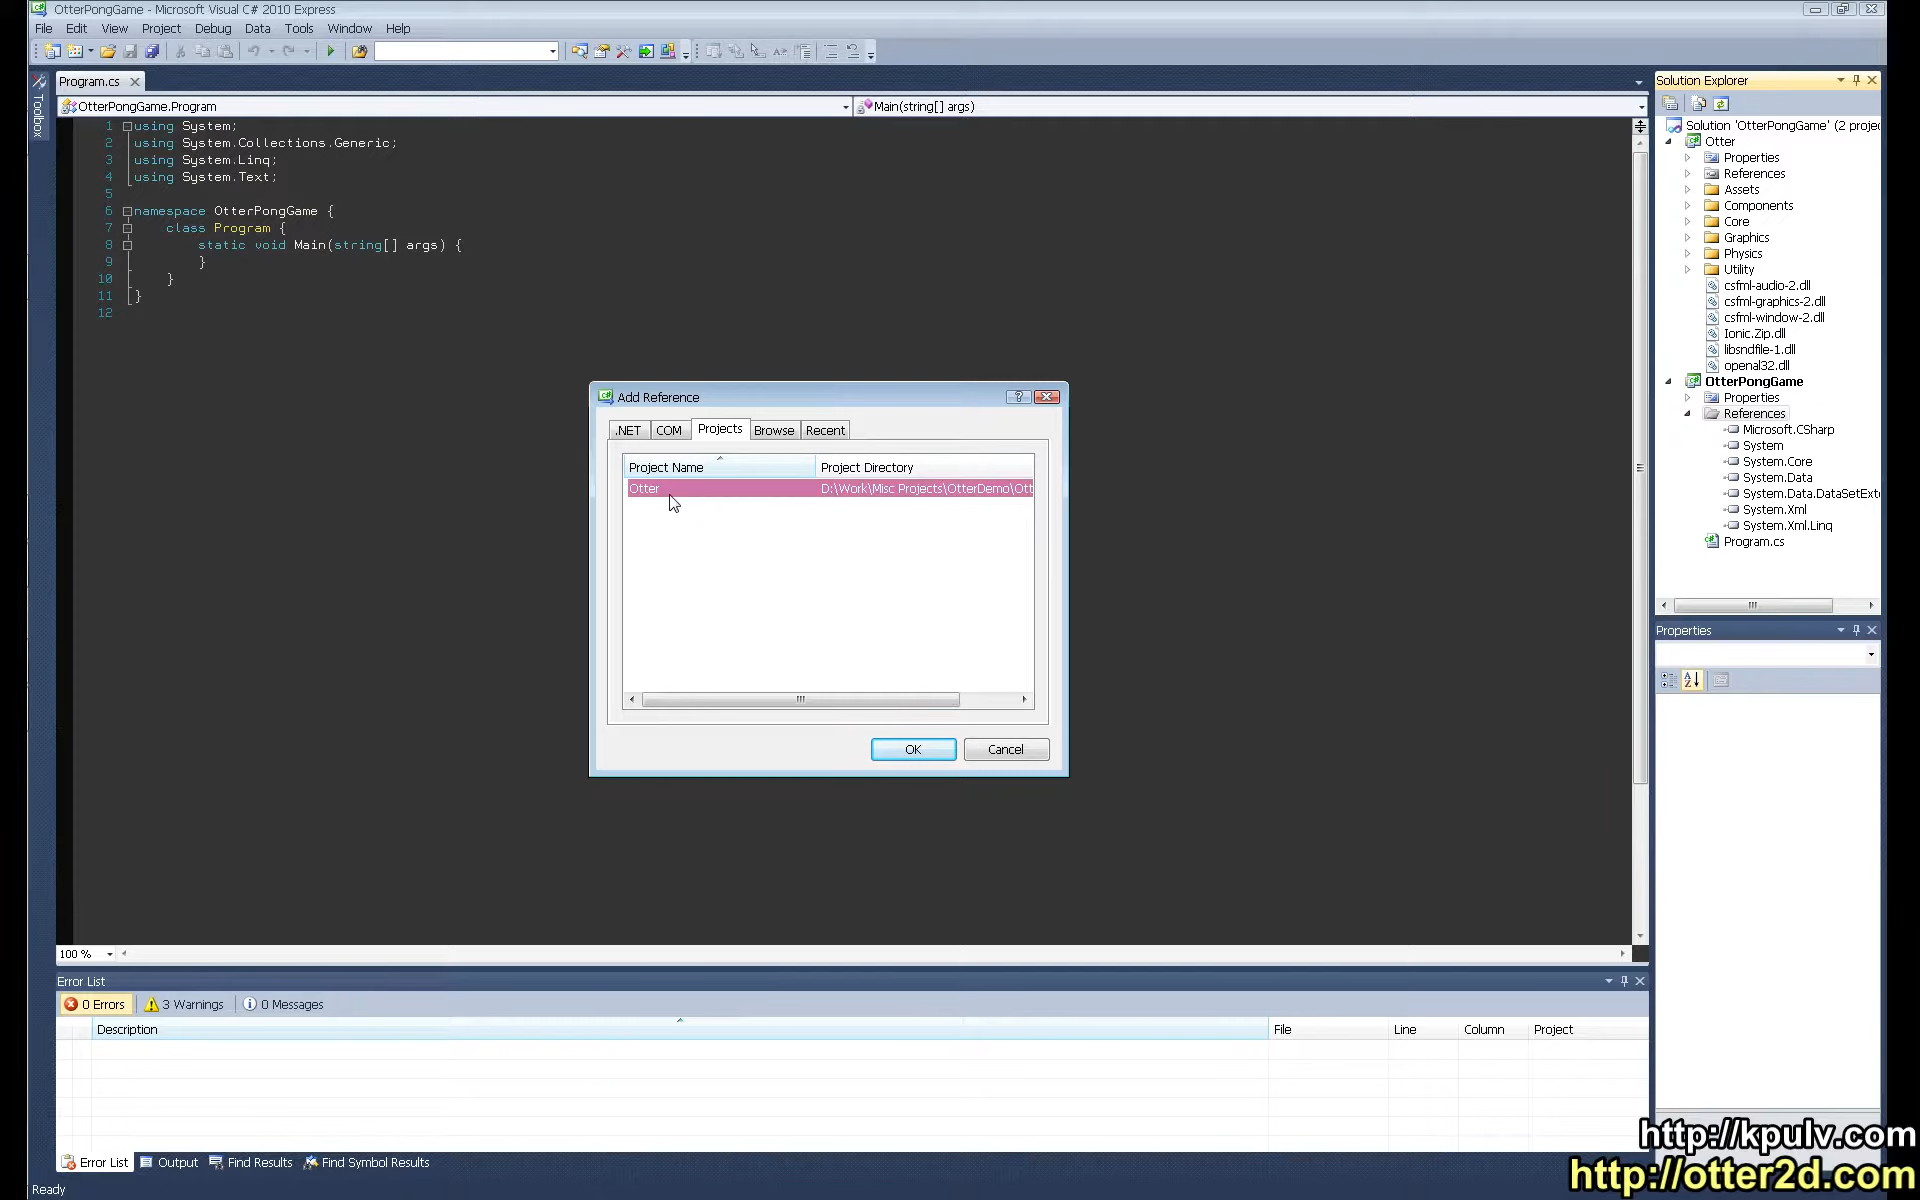 OtterPongGame - Microsoft Visual C# 2010 Express
File Edit View Project Debug Data Tools Window Help
Toolbox
Program.cs
OtterPongGame.Program
Main(string[] args)
1 using System;
2 using System.Collections.Generic;
3 using System.Linq;
4 using System.Text;
5
6 namespace OtterPongGame {
7 class Program {
8 static void Main(string[] args) {
9 }
10 }
11 }
12
Add Reference
.NET COM Projects Browse Recent
Project Name Project Directory
Otter D:\Work\Misc Projects\OtterDemo\Ott
OK Cancel
Solution Explorer
Solution 'OtterPongGame' (2 projec
Otter
Properties
References
Assets
Components
Core
Graphics
Physics
Utility
csfml-audio-2.dll
csfml-graphics-2.dll
csfml-window-2.dll
Ionic.Zip.dll
libsndfile-1.dll
openal32.dll
OtterPongGame
Properties
References
Microsoft.CSharp
System
System.Core
System.Data
System.Data.DataSetExt
System.Xml
System.Xml.Linq
Program.cs
Properties
100 %
Error List
0 Errors 3 Warnings 0 Messages
Description File Line Column Project
Error List Output Find Results Find Symbol Results
Ready
http://kpulv.com
http://otter2d.com